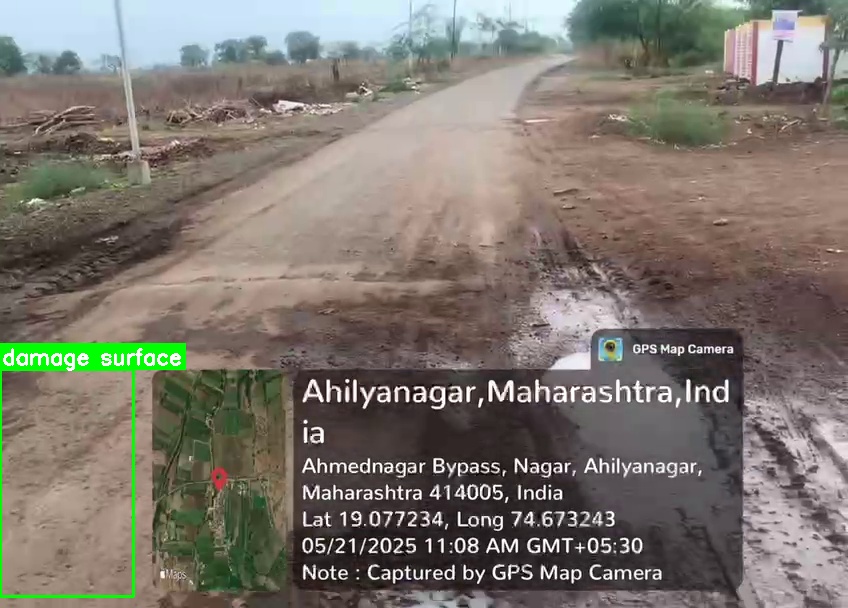 damage surface
GPS Map Camera
Ahilyanagar,Maharashtra,Ind
ia
Ahmednagar Bypass, Nagar, Ahilyanagar,
Maharashtra 414005, India
Lat 19.077234, Long 74.673243
05/21/2025 11:08 AM GMT+05:30
Note : Captured by GPS Map Camera
Maps